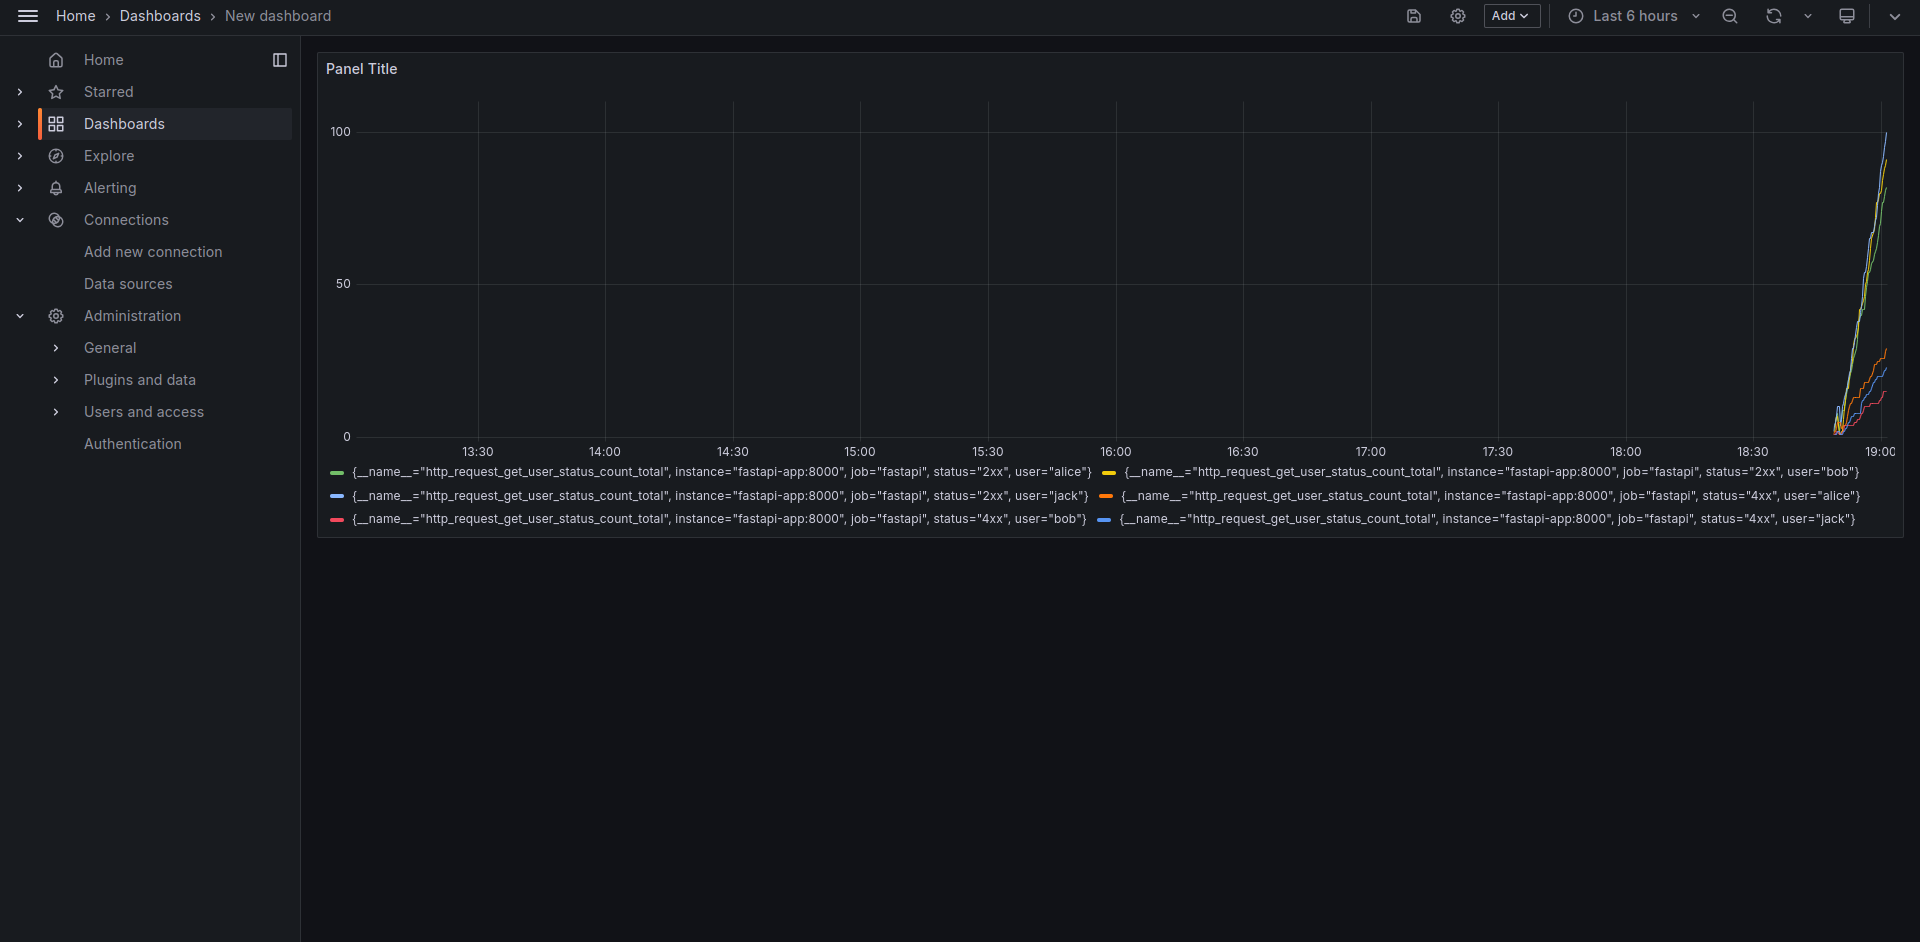 Home › Dashboards › New dashboard
Add
Last 6 hours
Home
Starred
Dashboards
Explore
Alerting
Connections
Add new connection
Data sources
Administration
General
Plugins and data
Users and access
Authentication
Panel Title
100
50
0
13:30 14:00 14:30 15:00 15:30 16:00 16:30 17:00 17:30 18:00 18:30 19:00
{__name__="http_request_get_user_status_count_total", instance="fastapi-app:8000", job="fastapi", status="2xx", user="alice"} {__name__="http_request_get_user_status_count_total", instance="fastapi-app:8000", job="fastapi", status="2xx", user="bob"}
{__name__="http_request_get_user_status_count_total", instance="fastapi-app:8000", job="fastapi", status="2xx", user="jack"} {__name__="http_request_get_user_status_count_total", instance="fastapi-app:8000", job="fastapi", status="4xx", user="alice"}
{__name__="http_request_get_user_status_count_total", instance="fastapi-app:8000", job="fastapi", status="4xx", user="bob"} {__name__="http_request_get_user_status_count_total", instance="fastapi-app:8000", job="fastapi", status="4xx", user="jack"}